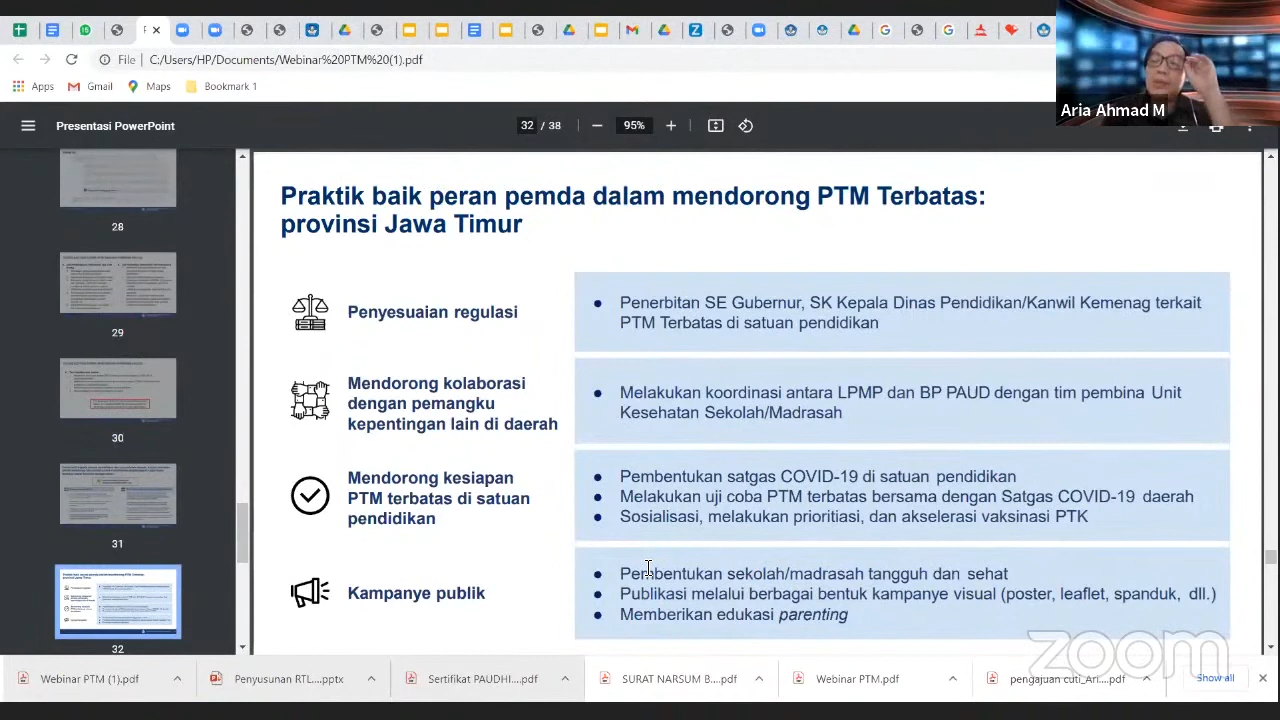 File
C:/Users/HP/Documents/Webinar%20PTM%20(1).pdf
Apps
Gmail
Maps
Bookmark 1
Aria Ahmad M
Presentasi PowerPoint
32 / 38
95%
28
29
30
31
32
Praktik baik peran pemda dalam mendorong PTM Terbatas:
provinsi Jawa Timur
Penyesuaian regulasi
● Penerbitan SE Gubernur, SK Kepala Dinas Pendidikan/Kanwil Kemenag terkait
PTM Terbatas di satuan pendidikan
Mendorong kolaborasi
dengan pemangku
kepentingan lain di daerah
● Melakukan koordinasi antara LPMP dan BP PAUD dengan tim pembina Unit
Kesehatan Sekolah/Madrasah
Mendorong kesiapan
PTM terbatas di satuan
pendidikan
● Pembentukan satgas COVID-19 di satuan pendidikan
● Melakukan uji coba PTM terbatas bersama dengan Satgas COVID-19 daerah
● Sosialisasi, melakukan prioritiasi, dan akselerasi vaksinasi PTK
Kampanye publik
● Pembentukan sekolah/madrasah tangguh dan sehat
● Publikasi melalui berbagai bentuk kampanye visual (poster, leaflet, spanduk, dll.)
● Memberikan edukasi parenting
zoom
Webinar PTM (1).pdf
Penyusunan RTL....pptx
Sertifikat PAUDHI....pdf
SURAT NARSUM B....pdf
Webinar PTM.pdf
pengajuan cuti_Ari....pdf
Show all